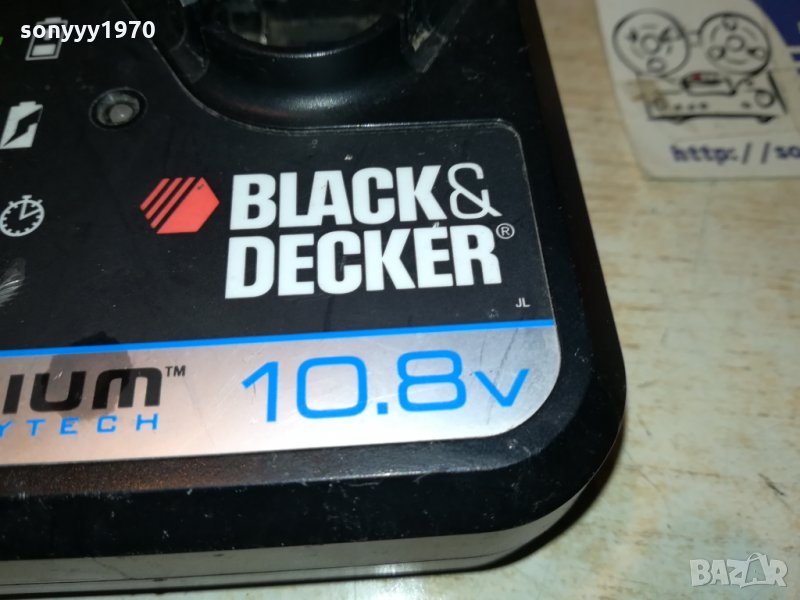 sonyyy1970
BLACK&
DECKER®
JL
IUM™
YTECH
10.8V
http://so
BAZAR